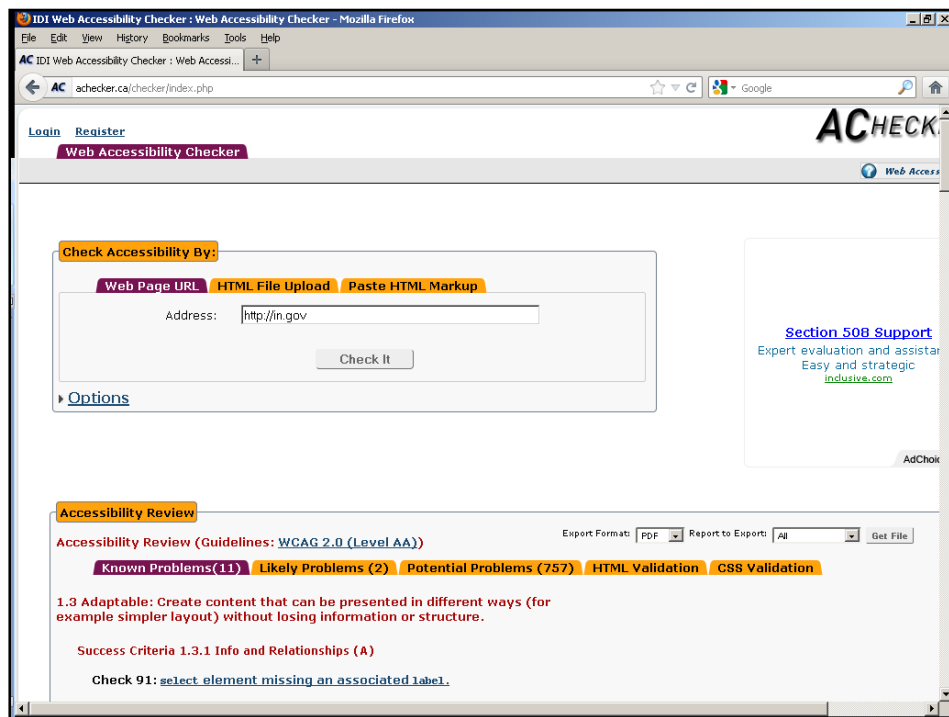 IDI Web Accessibility Checker : Web Accessibility Checker - Mozilla Firefox
File Edit View History Bookmarks Tools Help
AC IDI Web Accessibility Checker : Web Accessi... +
AC achecker.ca/checker/index.php Google
Login Register
ACHECK
Web Accessibility Checker
Web Access
Check Accessibility By:
Web Page URL HTML File Upload Paste HTML Markup
Address: http://in.gov
Check It
Options
Section 508 Support
Expert evaluation and assistan
Easy and strategic
inclusive.com
AdChoic
Accessibility Review
Accessibility Review (Guidelines: WCAG 2.0 (Level AA))
Export Format: PDF Report to Export: All Get File
Known Problems(11) Likely Problems (2) Potential Problems (757) HTML Validation CSS Validation
1.3 Adaptable: Create content that can be presented in different ways (for
example simpler layout) without losing information or structure.
Success Criteria 1.3.1 Info and Relationships (A)
Check 91: select element missing an associated label.